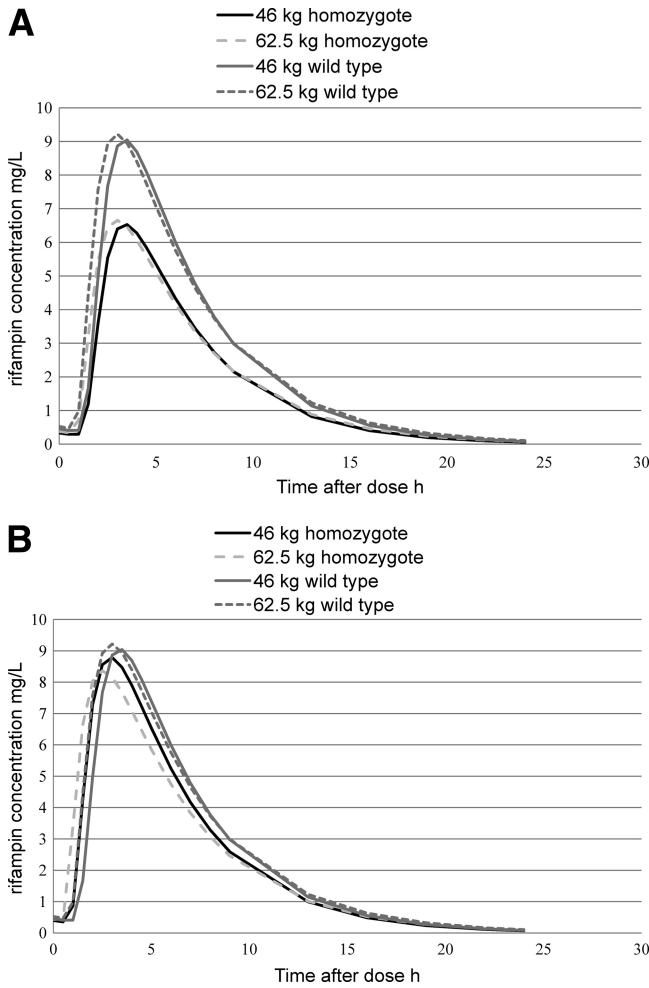 A
46 kg homozygote
62.5 kg homozygote
46 kg wild type
62.5 kg wild type
10
9
8
7
6
5
4
3
2
1
0
rifampin concentration mg/L
0 5 10 15 20 25 30
Time after dose h
B
46 kg homozygote
62.5 kg homozygote
46 kg wild type
62.5 kg wild type
10
9
8
7
6
5
4
3
2
1
0
rifampin concentration mg/L
0 5 10 15 20 25 30
Time after dose h